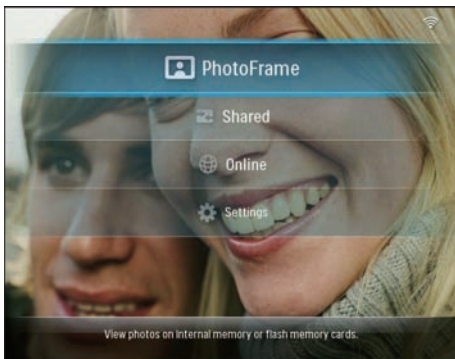 PhotoFrame
Shared
Online
Settings
View photos on internal memory or flash memory cards.